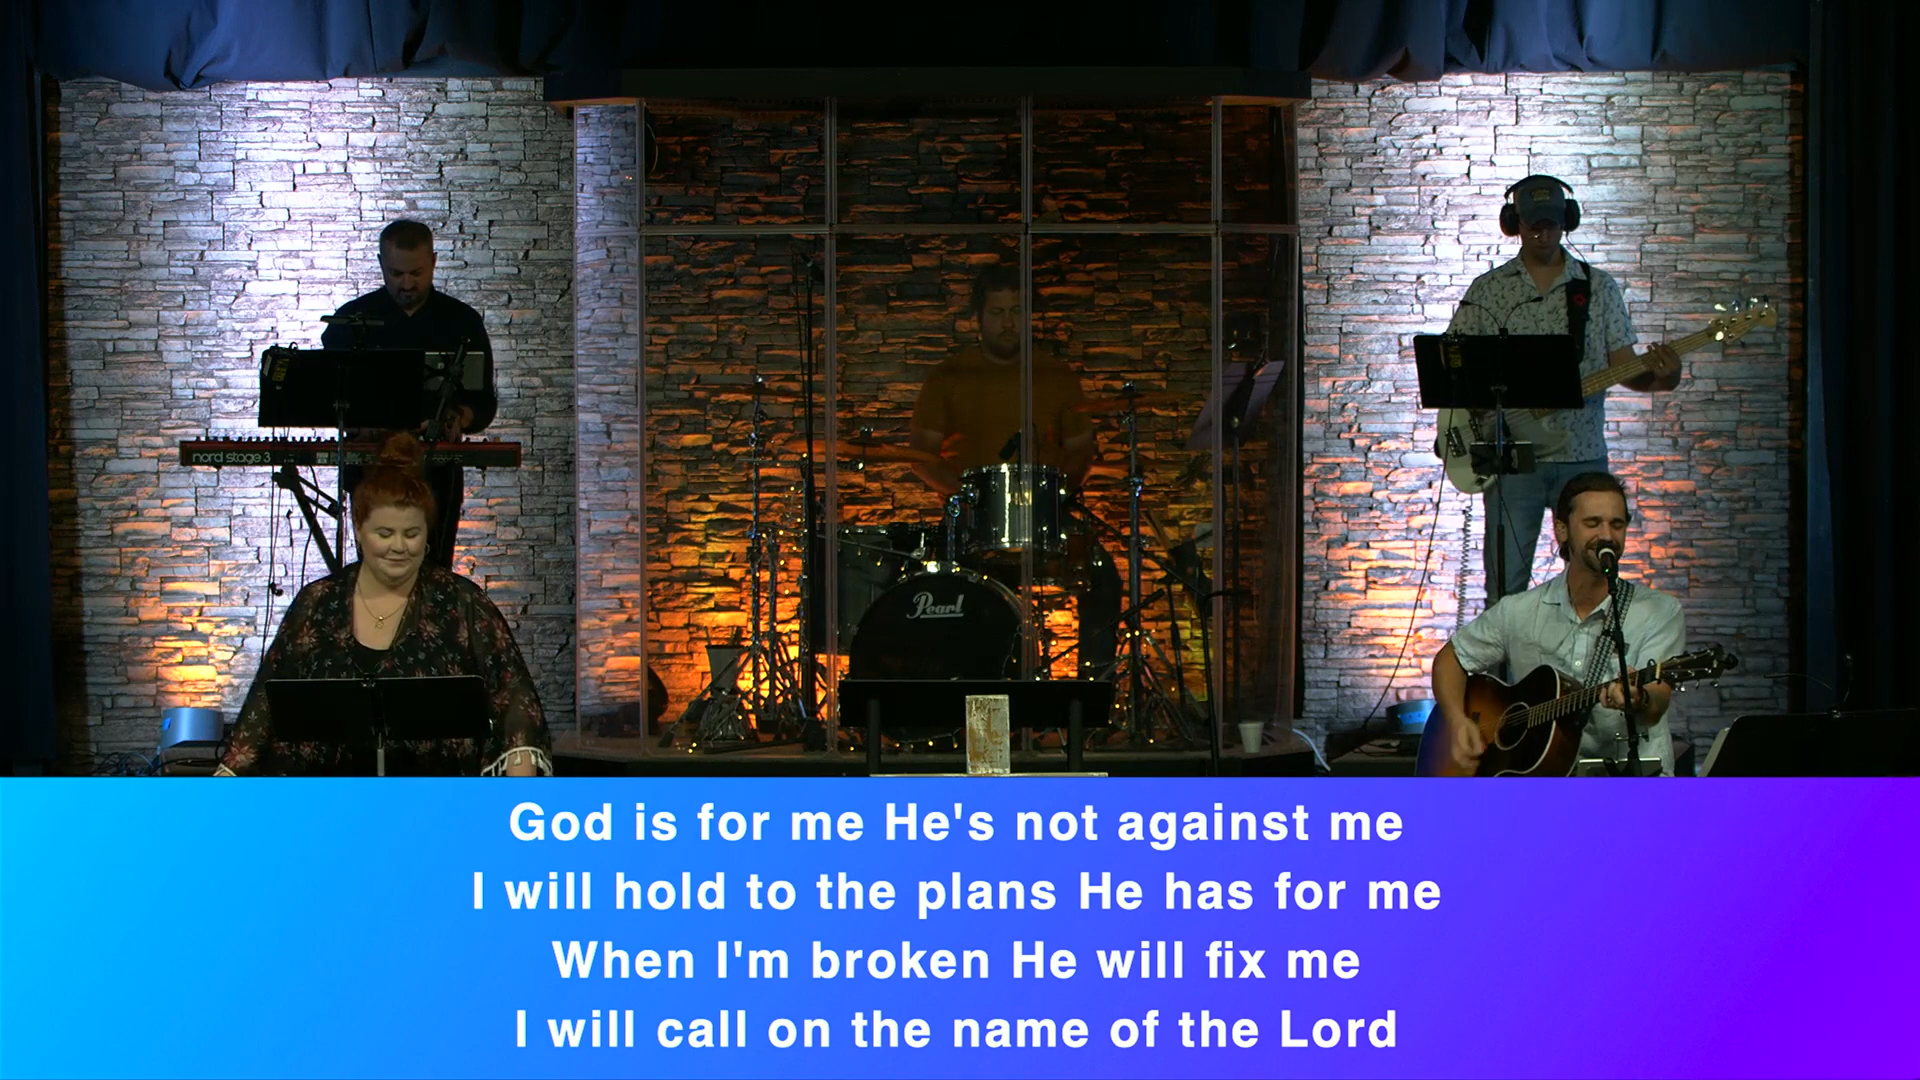 nord stage 3
Pearl
God is for me He's not against me
I will hold to the plans He has for me
When I'm broken He will fix me
I will call on the name of the Lord